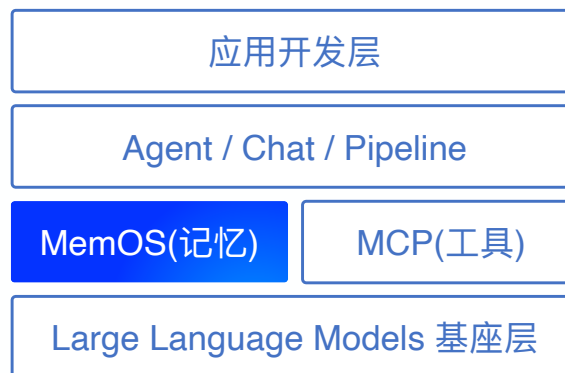 应用开发层
Agent / Chat / Pipeline
MemOS(记忆) MCP(工具)
Large Language Models 基座层